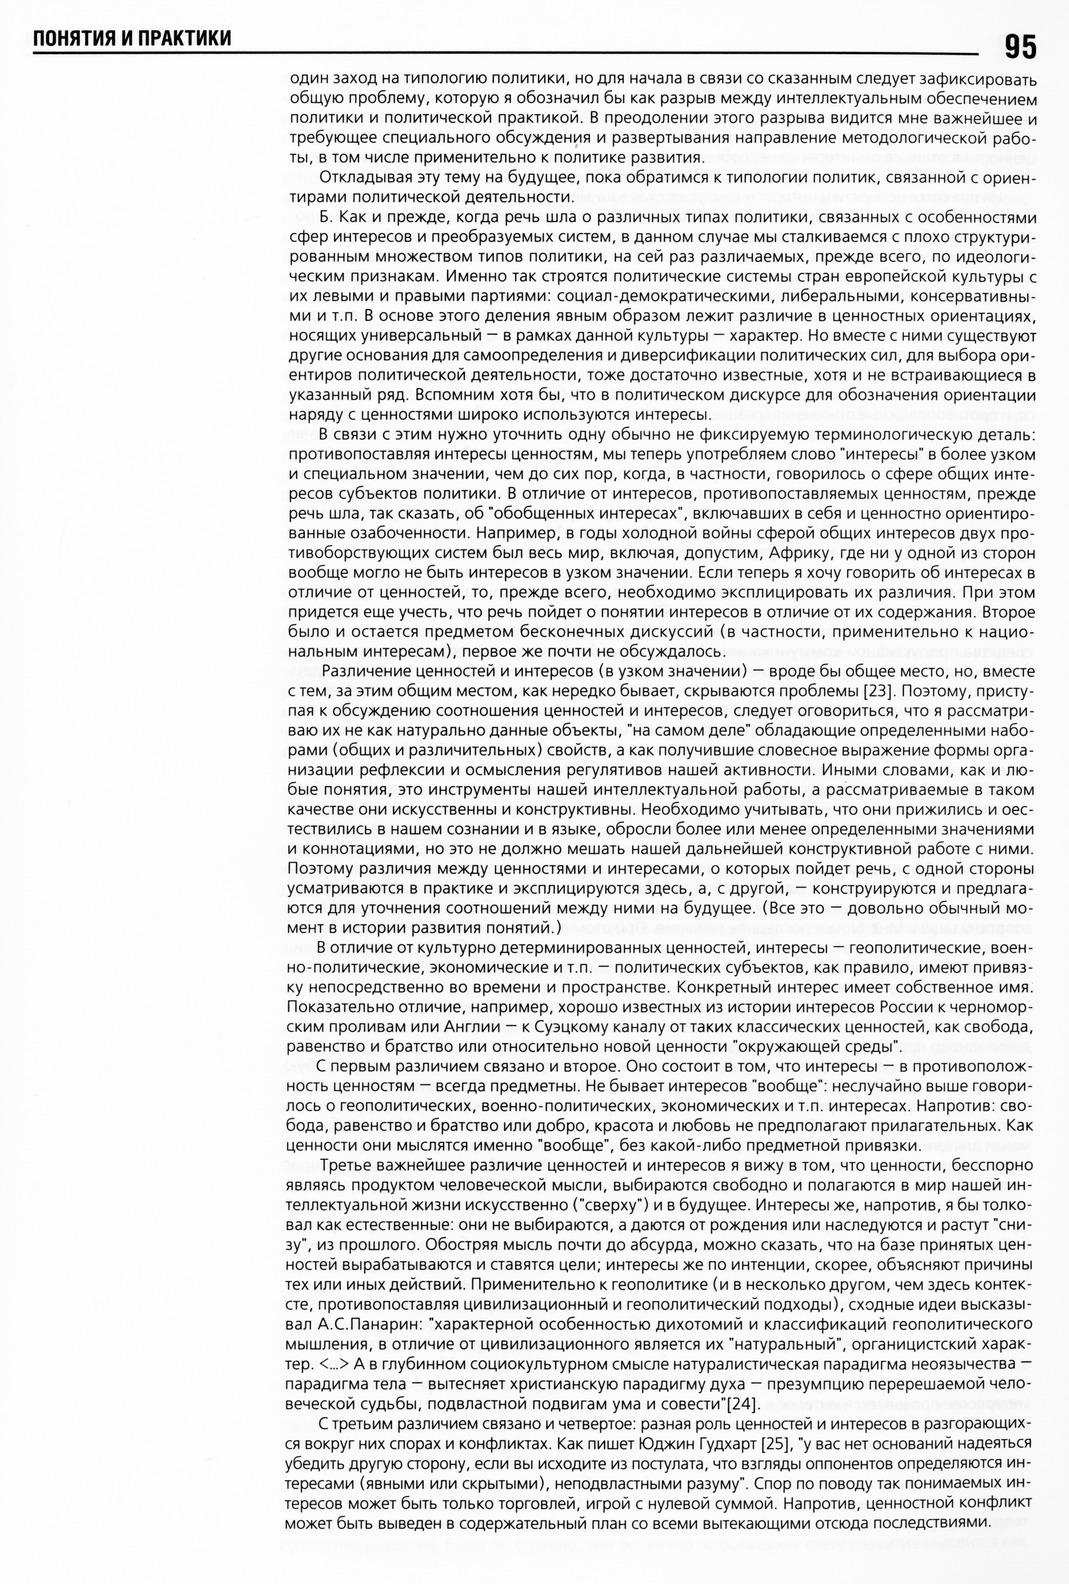 ПОНЯТИЯ И ПРАКТИКИ
95
один заход на типологию политики, но для начала в связи со сказанным следует зафиксировать
общую проблему, которую я обозначил бы как разрыв между интеллектуальным обеспечением
политики и политической практикой. В преодолении этого разрыва видится мне важнейшее и
требующее специального обсуждения и развертывания направление методологической рабо-
ты, в том числе применительно к политике развития.
Откладывая эту тему на будущее, пока обратимся к типологии политик, связанной с ориен-
тирами политической деятельности.
Б. Как и прежде, когда речь шла о различных типах политики, связанных с особенностями
сфер интересов и преобразуемых систем, в данном случае мы сталкиваемся с плохо структури-
рованным множеством типов политики, на сей раз различаемых, прежде всего, по идеологи-
ческим признакам. Именно так строятся политические системы стран европейской культуры с
их левыми и правыми партиями: социал-демократическими, либеральными, консервативны-
ми и т.п. В основе этого деления явным образом лежит различие в ценностных ориентациях,
носящих универсальный – в рамках данной культуры – характер. Но вместе с ними существуют
другие основания для самоопределения и диверсификации политических сил, для выбора ори-
ентиров политической деятельности, тоже достаточно известные, хотя и не встраивающиеся в
указанный ряд. Вспомним хотя бы, что в политическом дискурсе для обозначения ориентации
наряду с ценностями широко используются интересы.
В связи с этим нужно уточнить одну обычно не фиксируемую терминологическую деталь:
противопоставляя интересы ценностям, мы теперь употребляем слово "интересы" в более узком
и специальном значении, чем до сих пор, когда, в частности, говорилось о сфере общих инте-
ресов субъектов политики. В отличие от интересов, противопоставляемых ценностям, прежде
речь шла, так сказать, об "обобщенных интересах", включавших в себя и ценностно ориентиро-
ванные озабоченности. Например, в годы холодной войны сферой общих интересов двух про-
тивоборствующих систем был весь мир, включая, допустим, Африку, где ни у одной из сторон
вообще могло не быть интересов в узком значении. Если теперь я хочу говорить об интересах в
отличие от ценностей, то, прежде всего, необходимо эксплицировать их различия. При этом
придется еще учесть, что речь пойдет о понятии интересов в отличие от их содержания. Второе
было и остается предметом бесконечных дискуссий (в частности, применительно к нацио-
нальным интересам), первое же почти не обсуждалось.
Различение ценностей и интересов (в узком значении) – вроде бы общее место, но, вместе
с тем, за этим общим местом, как нередко бывает, скрываются проблемы [23]. Поэтому, присту-
пая к обсуждению соотношения ценностей и интересов, следует оговориться, что я рассматри-
ваю их не как натурально данные объекты, "на самом деле" обладающие определенными набо-
рами (общих и различительных) свойств, а как получившие словесное выражение формы орга-
низации рефлексии и осмысления регулятивов нашей активности. Иными словами, как и лю-
бые понятия, это инструменты нашей интеллектуальной работы, а рассматриваемые в таком
качестве они искусственны и конструктивны. Необходимо учитывать, что они прижились и оес-
тествились в нашем сознании и в языке, обросли более или менее определенными значениями
и коннотациями, но это не должно мешать нашей дальнейшей конструктивной работе с ними.
Поэтому различия между ценностями и интересами, о которых пойдет речь, с одной стороны
усматриваются в практике и эксплицируются здесь, а, с другой, – конструируются и предлага-
ются для уточнения соотношений между ними на будущее. (Все это – довольно обычный мо-
мент в истории развития понятий.)
В отличие от культурно детерминированных ценностей, интересы – геополитические, воен-
но-политические, экономические и т.п. – политических субъектов, как правило, имеют привяз-
ку непосредственно во времени и пространстве. Конкретный интерес имеет собственное имя.
Показательно отличие, например, хорошо известных из истории интересов России к черномор-
ским проливам или Англии – к Суэцкому каналу от таких классических ценностей, как свобода,
равенство и братство или относительно новой ценности "окружающей среды".
С первым различием связано и второе. Оно состоит в том, что интересы – в противополож-
ность ценностям – всегда предметны. Не бывает интересов "вообще": неслучайно выше говори-
лось о геополитических, военно-политических, экономических и т.п. интересах. Напротив: сво-
бода, равенство и братство или добро, красота и любовь не предполагают прилагательных. Как
ценности они мыслятся именно "вообще", без какой-либо предметной привязки.
Третье важнейшее различие ценностей и интересов я вижу в том, что ценности, бесспорно
являясь продуктом человеческой мысли, выбираются свободно и полагаются в мир нашей ин-
теллектуальной жизни искусственно ("сверху") и в будущее. Интересы же, напротив, я бы толко-
вал как естественные: они не выбираются, а даются от рождения или наследуются и растут "сни-
зу", из прошлого. Обостряя мысль почти до абсурда, можно сказать, что на базе принятых цен-
ностей вырабатываются и ставятся цели; интересы же по интенции, скорее, объясняют причины
тех или иных действий. Применительно к геополитике (и в несколько другом, чем здесь контек-
сте, противопоставляя цивилизационный и геополитический подходы), сходные идеи высказы-
вал А.С.Панарин: "характерной особенностью дихотомий и классификаций геополитического
мышления, в отличие от цивилизационного является их "натуральный", органицистский харак-
тер. <...> А в глубинном социокультурном смысле натуралистическая парадигма неоязычества –
парадигма тела – вытесняет христианскую парадигму духа – презумпцию перерешаемой чело-
веческой судьбы, подвластной подвигам ума и совести"[24].
С третьим различием связано и четвертое: разная роль ценностей и интересов в разгорающих-
ся вокруг них спорах и конфликтах. Как пишет Юджин Гудхарт [25], "у вас нет оснований надеяться
убедить другую сторону, если вы исходите из постулата, что взгляды оппонентов определяются ин-
тересами (явными или скрытыми), неподвластными разуму". Спор по поводу так понимаемых ин-
тересов может быть только торговлей, игрой с нулевой суммой. Напротив, ценностной конфликт
может быть выведен в содержательный план со всеми вытекающими отсюда последствиями.